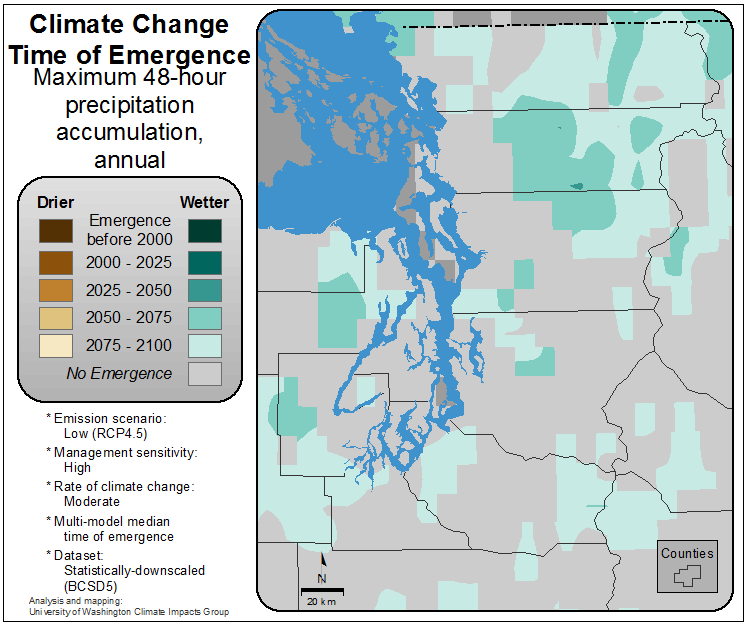 Climate Change
Time of Emergence
Maximum 48-hour
precipitation
accumulation,
annual
Drier Wetter
Emergence
before 2000
2000 - 2025
2025 - 2050
2050 - 2075
2075 - 2100
No Emergence
* Emission scenario:
Low (RCP4.5)
* Management sensitivity:
High
* Rate of climate change:
Moderate
* Multi-model median
time of emergence
* Dataset:
Statistically-downscaled
(BCSD5)
Analysis and mapping:
University of Washington Climate Impacts Group
N
20 km
Counties